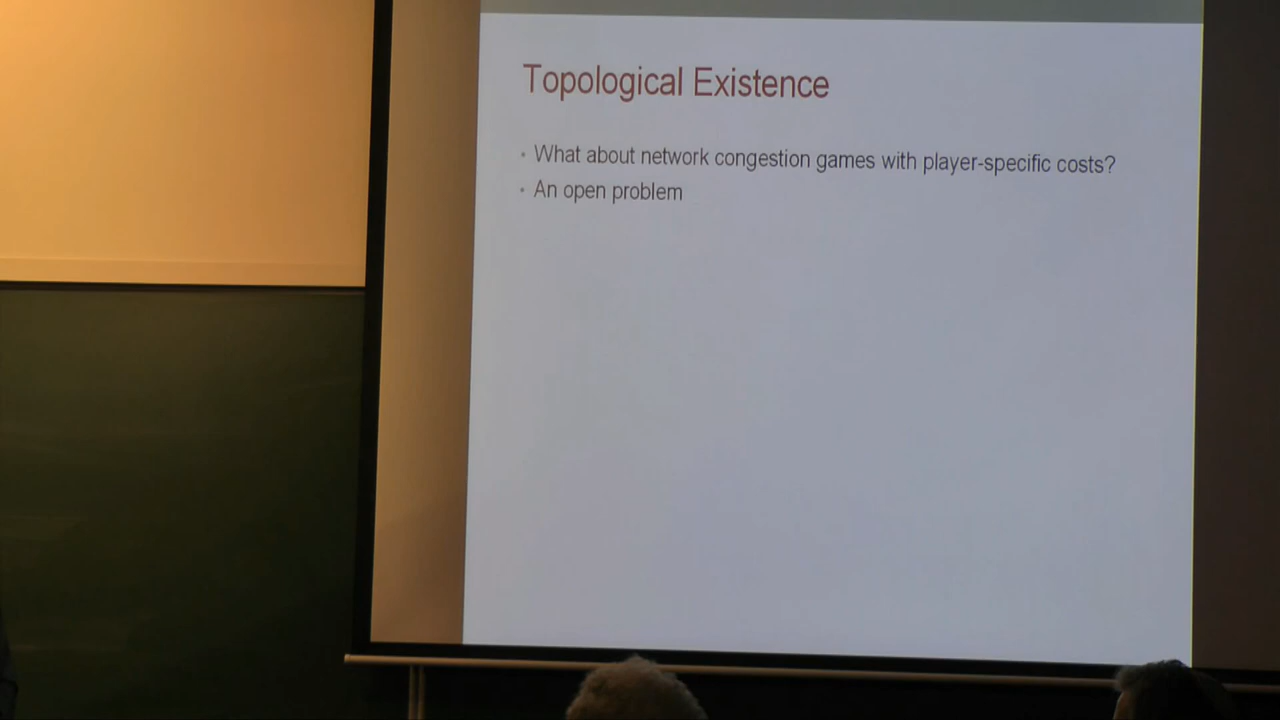 Topological Existence
• What about network congestion games with player-specific costs?
• An open problem